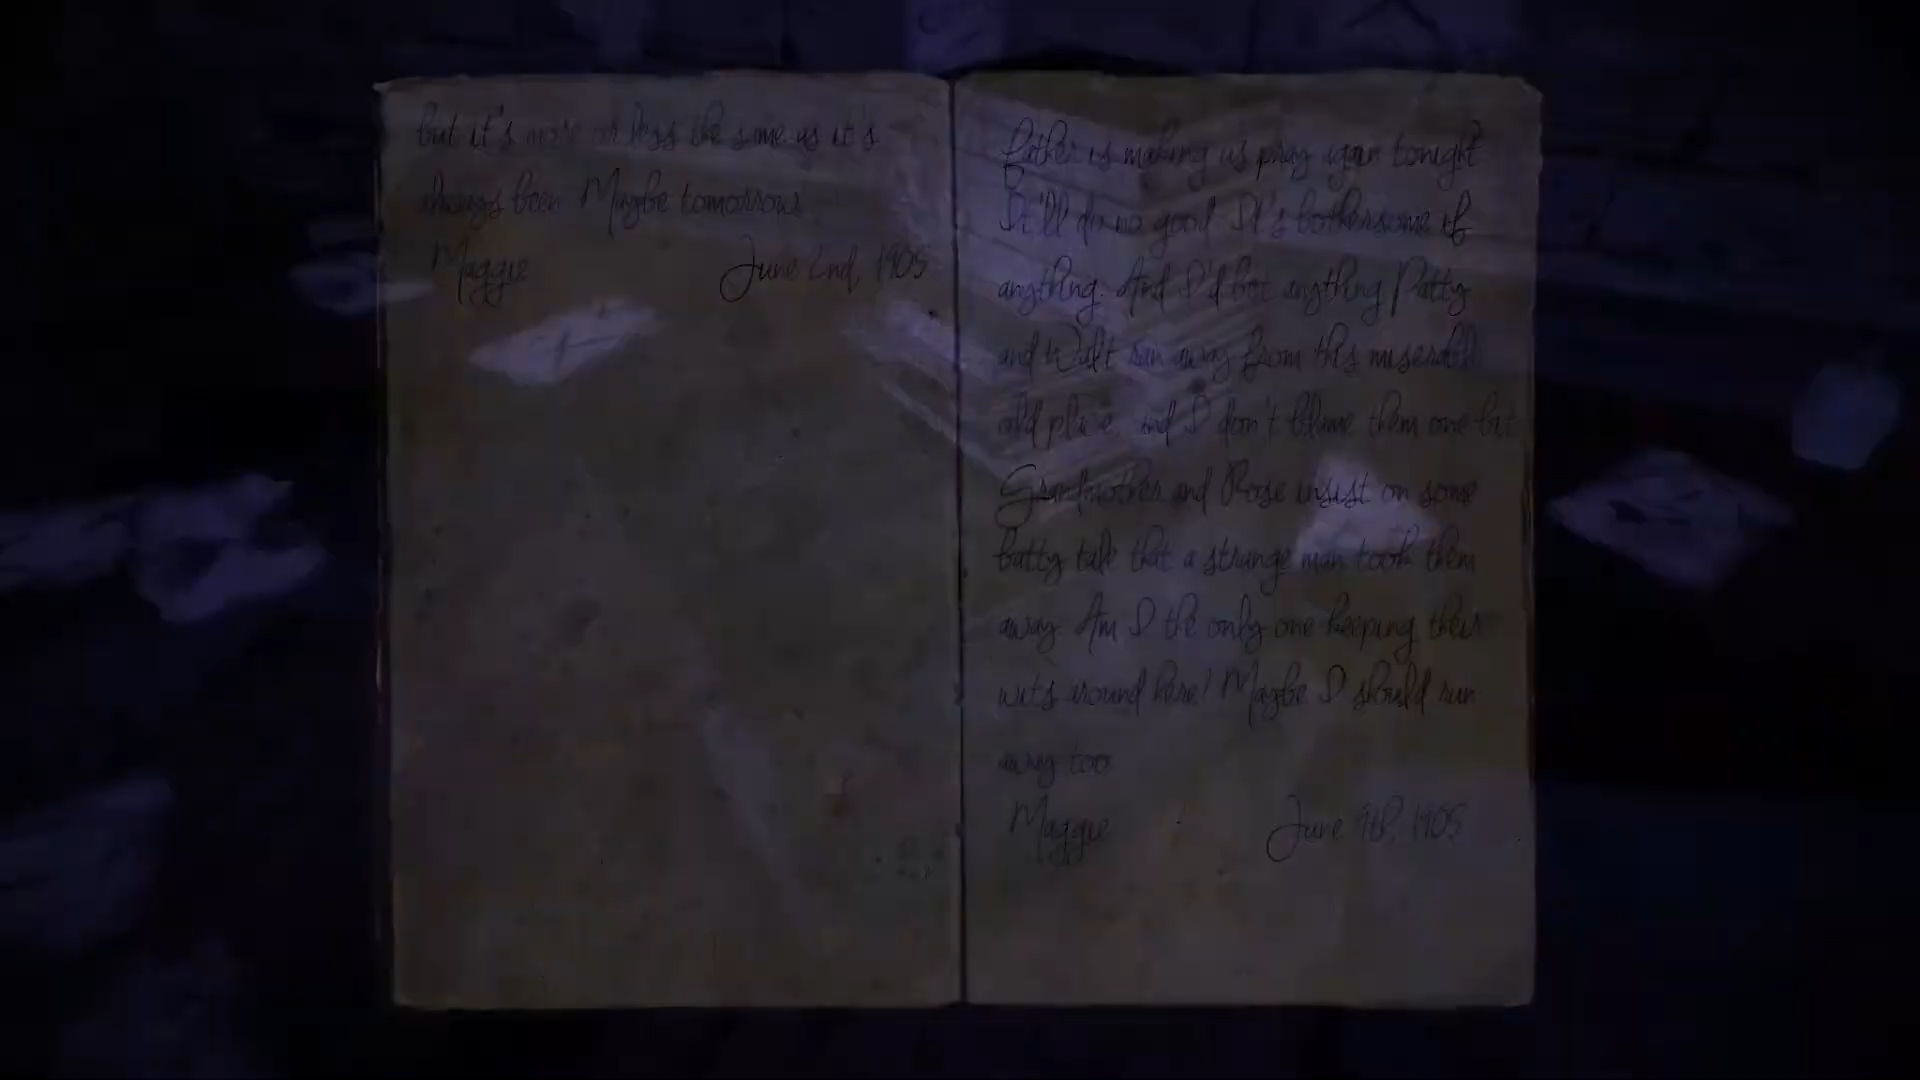 but it's more or less the same as it's
always been. Maybe tomorrow.
Maggie June 2nd, 1905
Father is making us pray again tonight.
It'll do no good. It's bothersome if
anything. And I'd bet anything Patty
and Walt ran away from this miserable
old place, and I don't blame them one bit.
Grandmother and Rose insist on some
batty tale that a strange man took them
away. Am I the only one keeping their
wits around here! Maybe I should run
away too.
Maggie June 9th, 1905